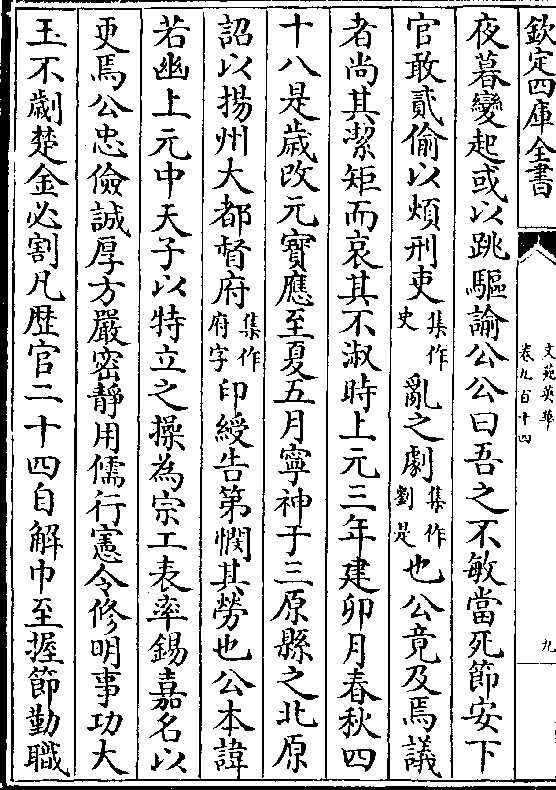 欽定四庫全書
文苑英華
卷九百十四
九
夜暮變起或以跳驅諭公公曰吾之不敏當死節安下
官敢貳偷以煩刑吏集作史亂之劇集作劉是也公竟及焉議
者尚其潔矩而哀其不淑時上元三年建卯月春秋四
十八是歲改元寶應至夏五月寧神于三原縣之北原
詔以揚州大都督府集作府字印綬告第憫其勞也公本諱
若幽上元中天子以特立之操為宗工表率錫嘉名以
更焉公忠儉誠厚方嚴密靜用儒行憲令修明事功大
玉不劌楚金必割凡歴官二十四自解巾至握節勤職